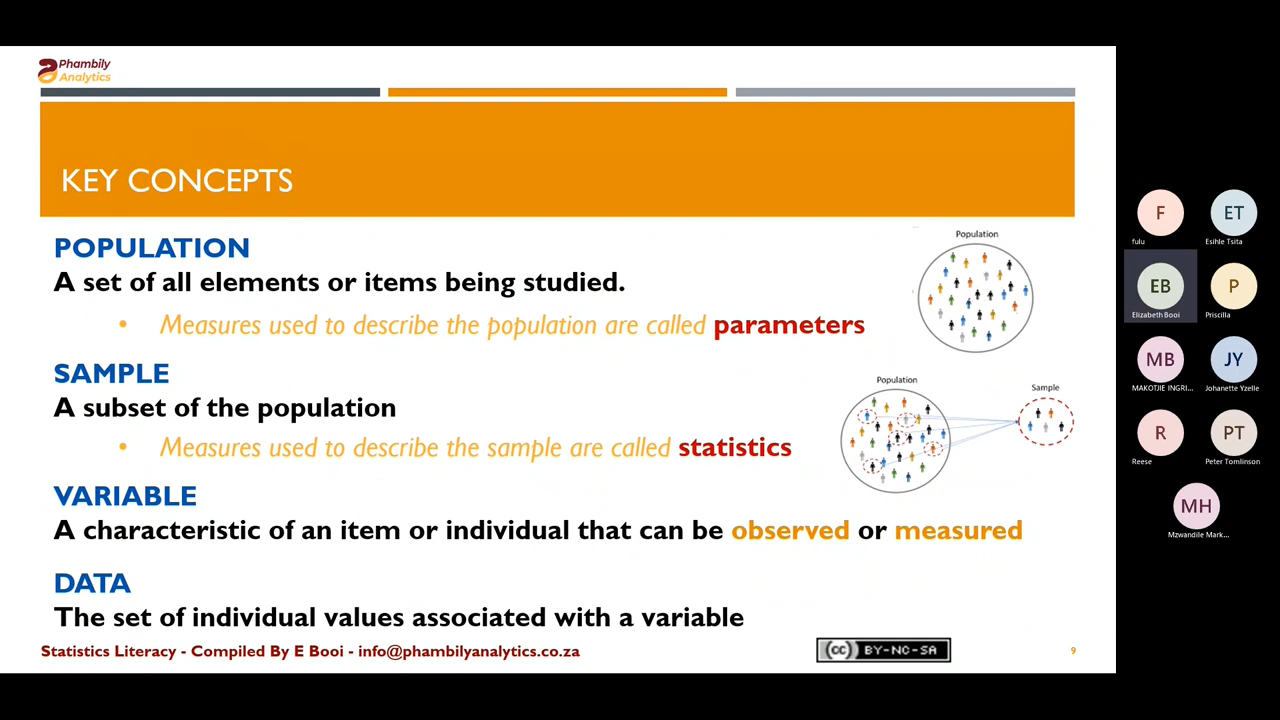 Phambily
Analytics
KEY CONCEPTS
POPULATION
A set of all elements or items being studied.
• Measures used to describe the population are called parameters
Population
SAMPLE
A subset of the population
• Measures used to describe the sample are called statistics
Population
Sample
VARIABLE
A characteristic of an item or individual that can be observed or measured
DATA
The set of individual values associated with a variable
Statistics Literacy - Compiled By E Booi - info@phambilyanalytics.co.za
cc BY-NC-SA
9
F
fulu
ET
Esihle Tsita
EB
Elizabeth Booi
P
Priscilla
MB
MAKOTJIE INGRI...
JY
Johanette Yzelle
R
Reese
PT
Peter Tomlinson
MH
Mzwandile Mark...